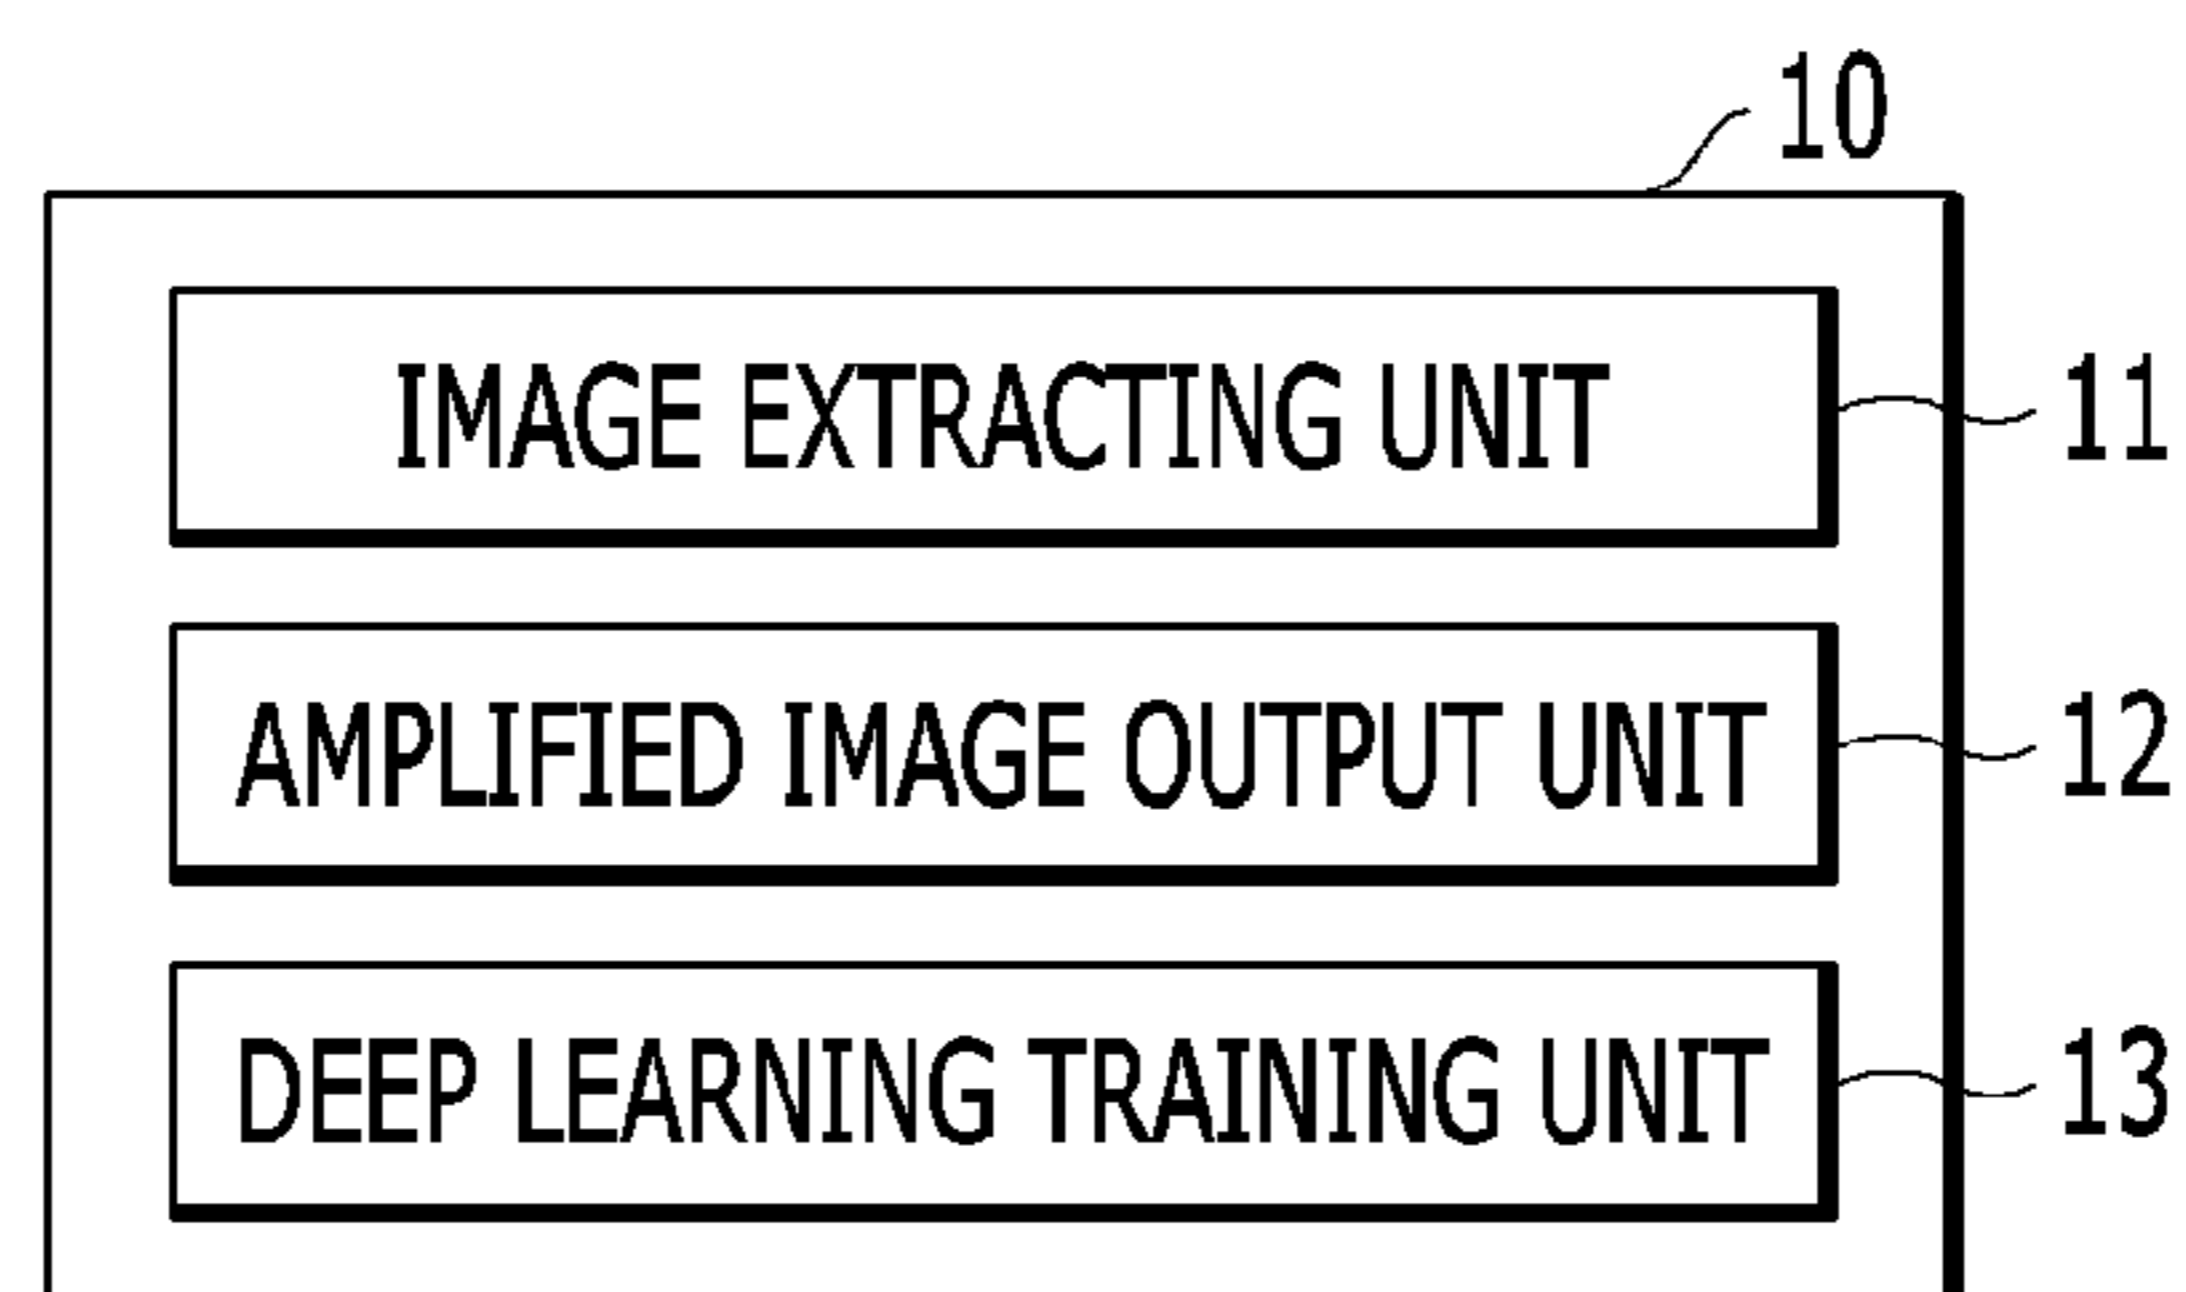 10
IMAGE EXTRACTING UNIT 11
AMPLIFIED IMAGE OUTPUT UNIT 12
DEEP LEARNING TRAINING UNIT 13